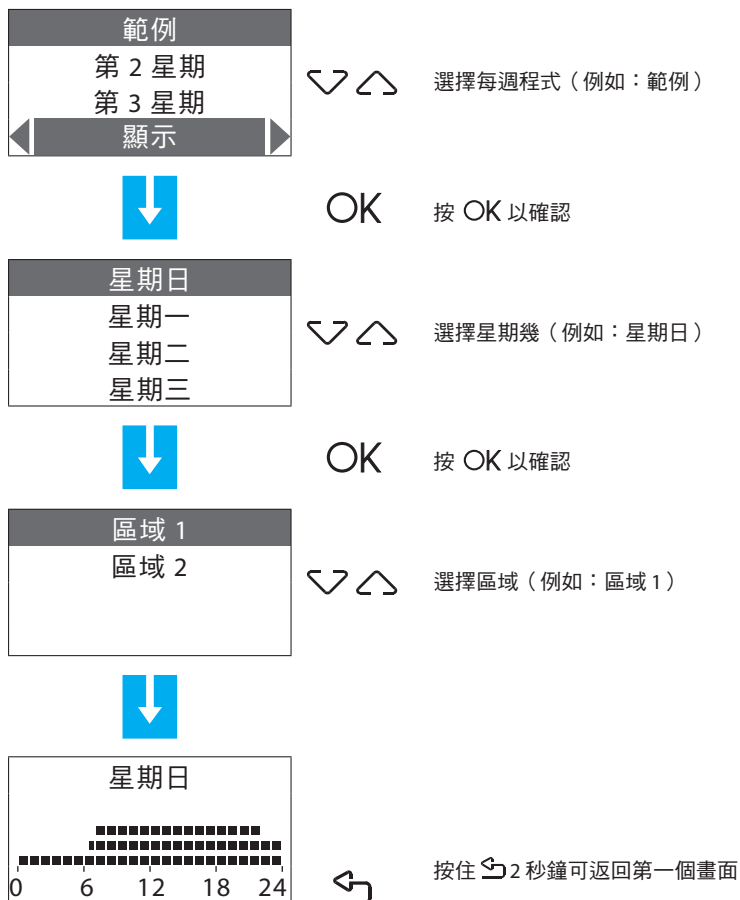 範例
第 2 星期
第 3 星期
顯示
選擇每週程式（例如：範例）
OK
按 OK 以確認
星期日
星期一
星期二
星期三
選擇星期幾（例如：星期日）
OK
按 OK 以確認
區域 1
區域 2
選擇區域（例如：區域 1）
星期日
0 6 12 18 24
按住 2 秒鐘可返回第一個畫面